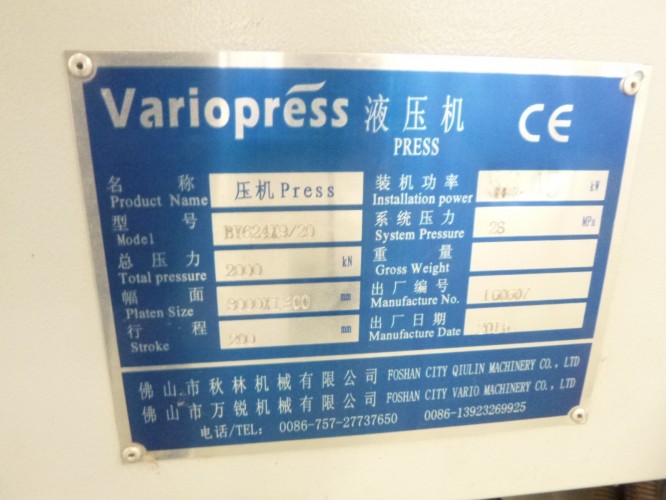 Variopress 液压机 CE
PRESS
名 称 压机 Press 装机功率 kW
Product Name Installation power
型 号 系统压力 MPa
Model System Pressure
总压力 2000 kN 重 量
Total pressure Gross Weight
幅 面 mm 出厂编号
Platen Size Manufacture No.
行 程 mm 出厂日期
Stroke Manufacture Date
佛山市秋林机械有限公司 FOSHAN CITY QIULIN MACHINERY CO., LTD
佛山市万锐机械有限公司 FOSHAN CITY VARIO MACHINERY CO., LTD
电话/TEL: 0086-757-27737650 0086-13923269925